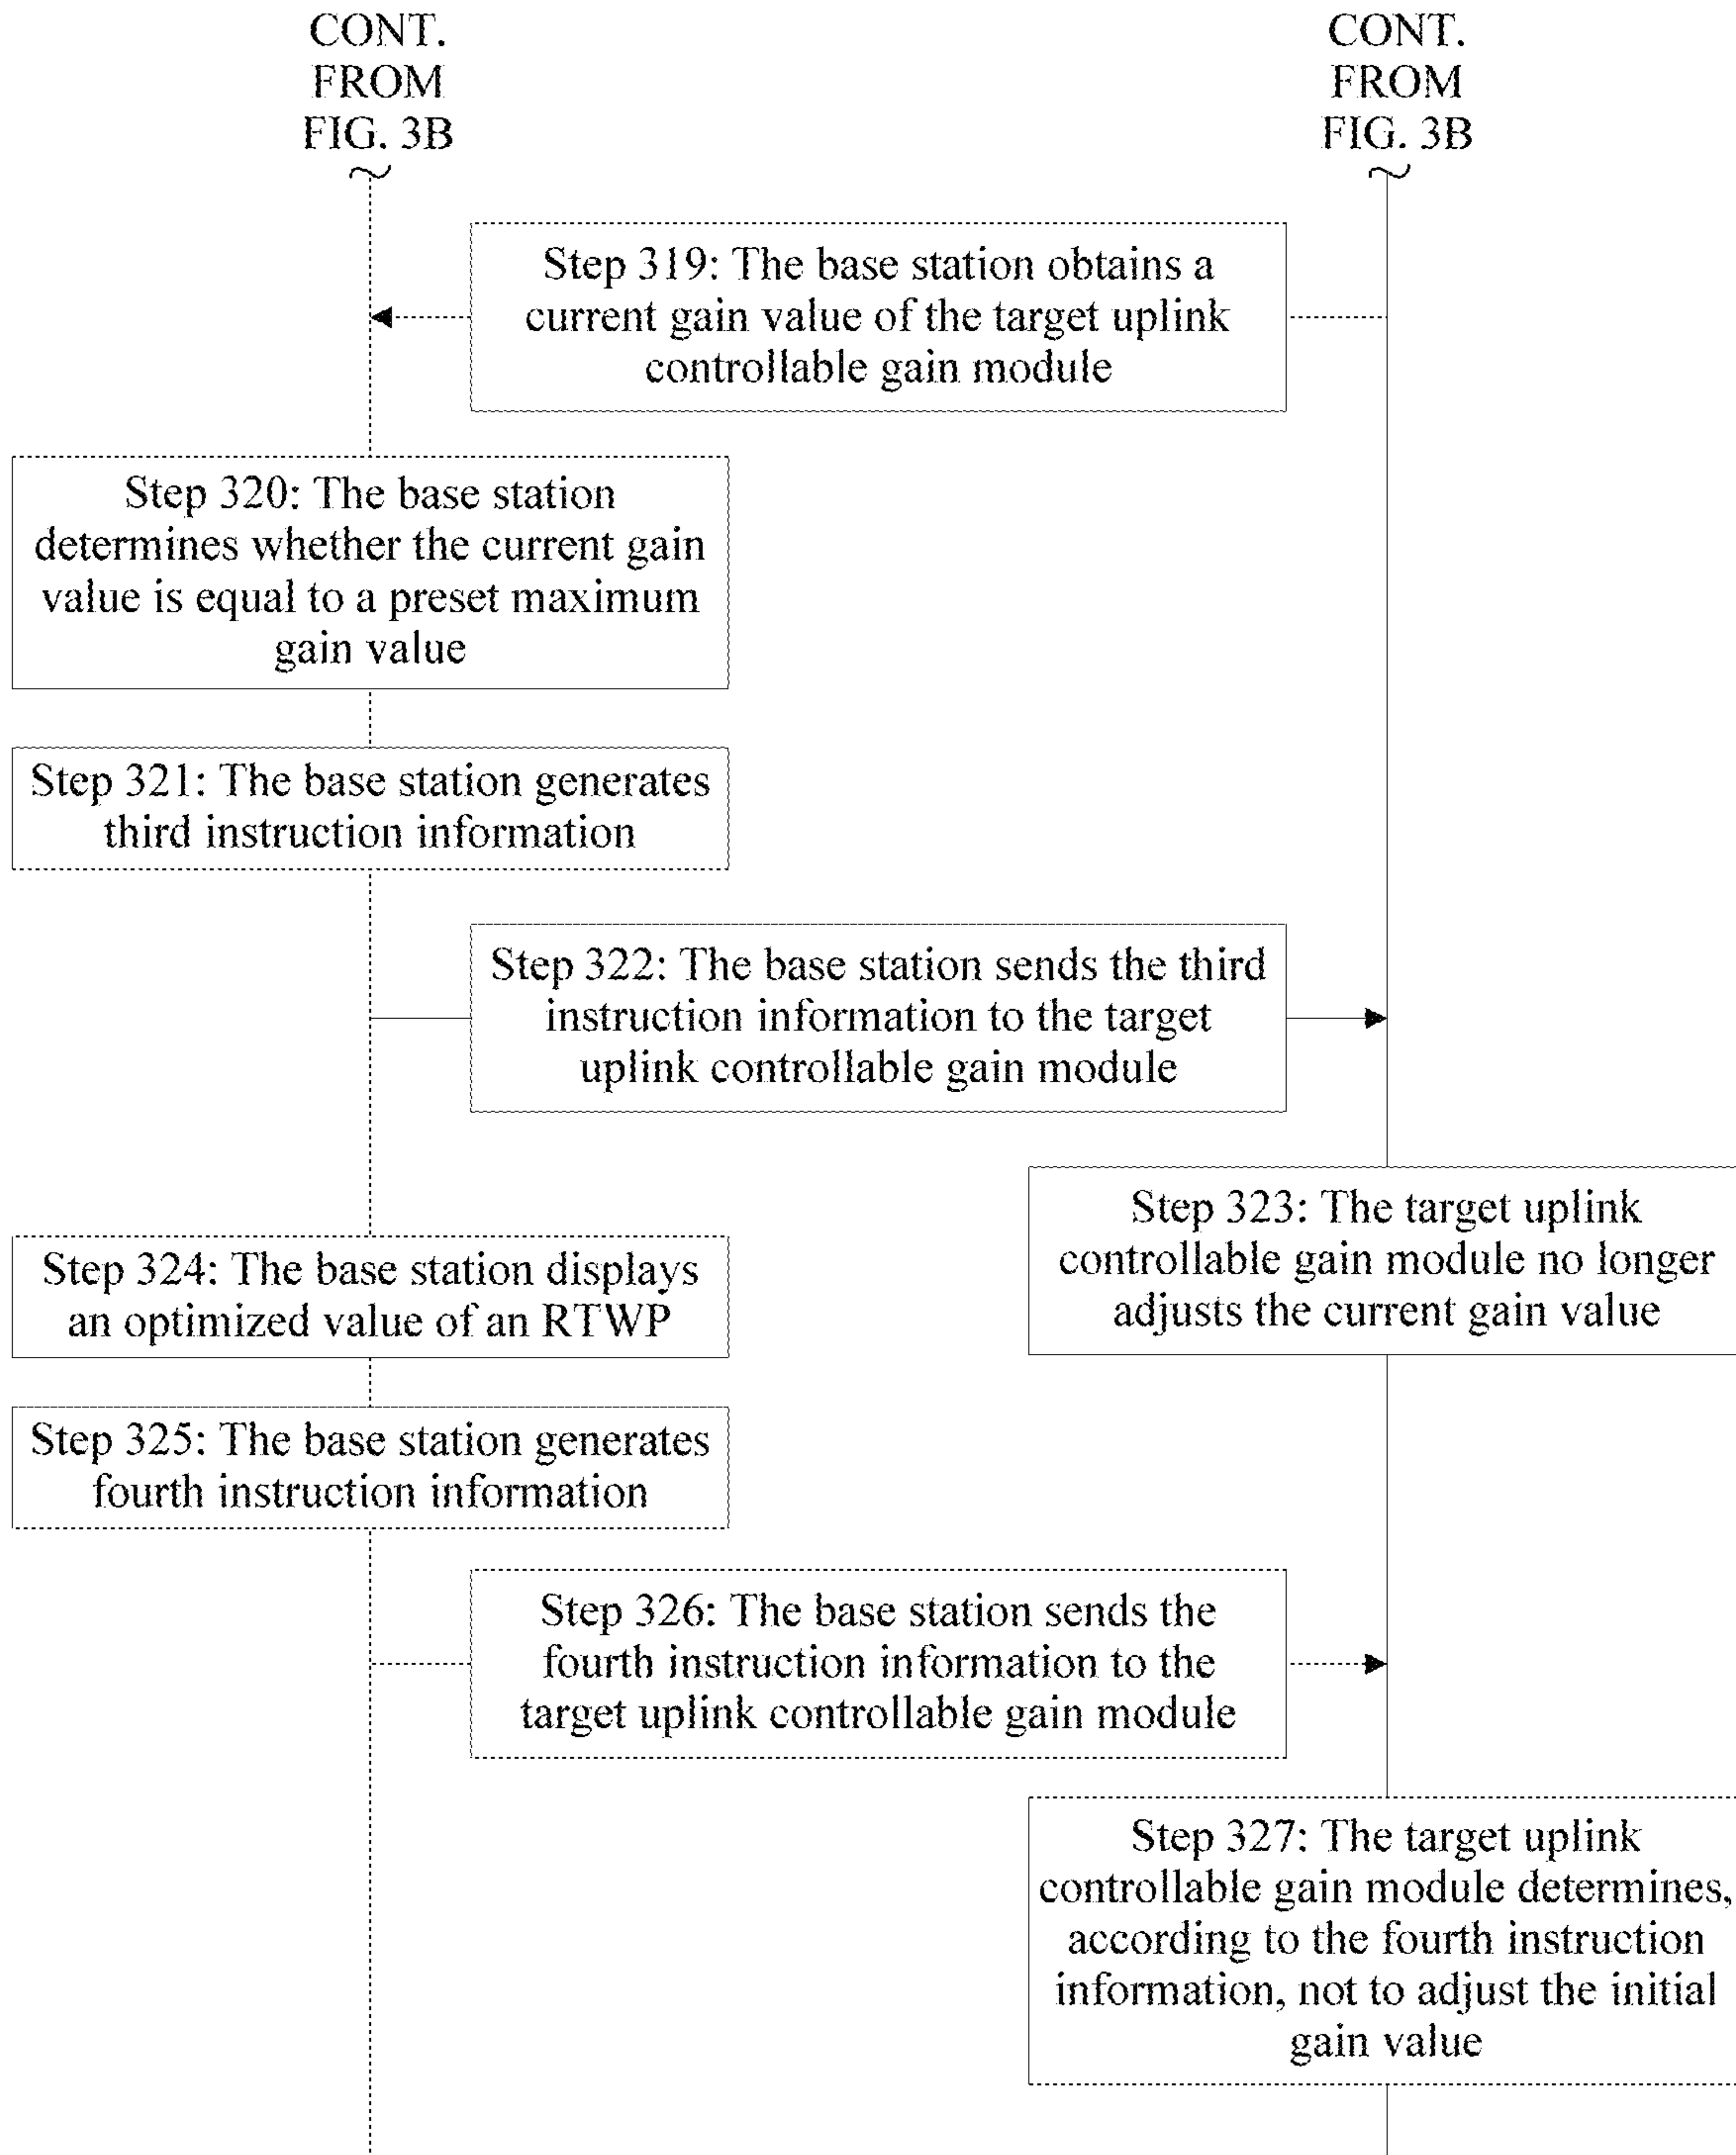 CONT.
FROM
FIG. 3B
CONT.
FROM
FIG. 3B
Step 319: The base station obtains a
current gain value of the target uplink
controllable gain module
Step 320: The base station
determines whether the current gain
value is equal to a preset maximum
gain value
Step 321: The base station generates
third instruction information
Step 322: The base station sends the third
instruction information to the target
uplink controllable gain module
Step 323: The target uplink
controllable gain module no longer
adjusts the current gain value
Step 324: The base station displays
an optimized value of an RTWP
Step 325: The base station generates
fourth instruction information
Step 326: The base station sends the
fourth instruction information to the
target uplink controllable gain module
Step 327: The target uplink
controllable gain module determines,
according to the fourth instruction
information, not to adjust the initial
gain value